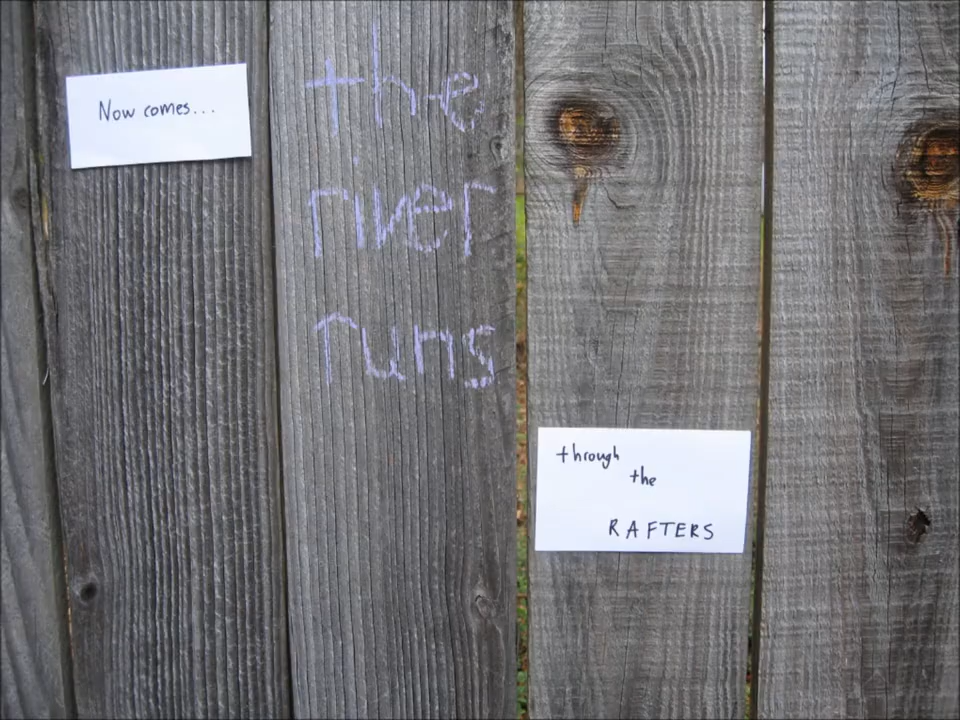 Now comes...
the
river
runs
through
the
RAFTERS